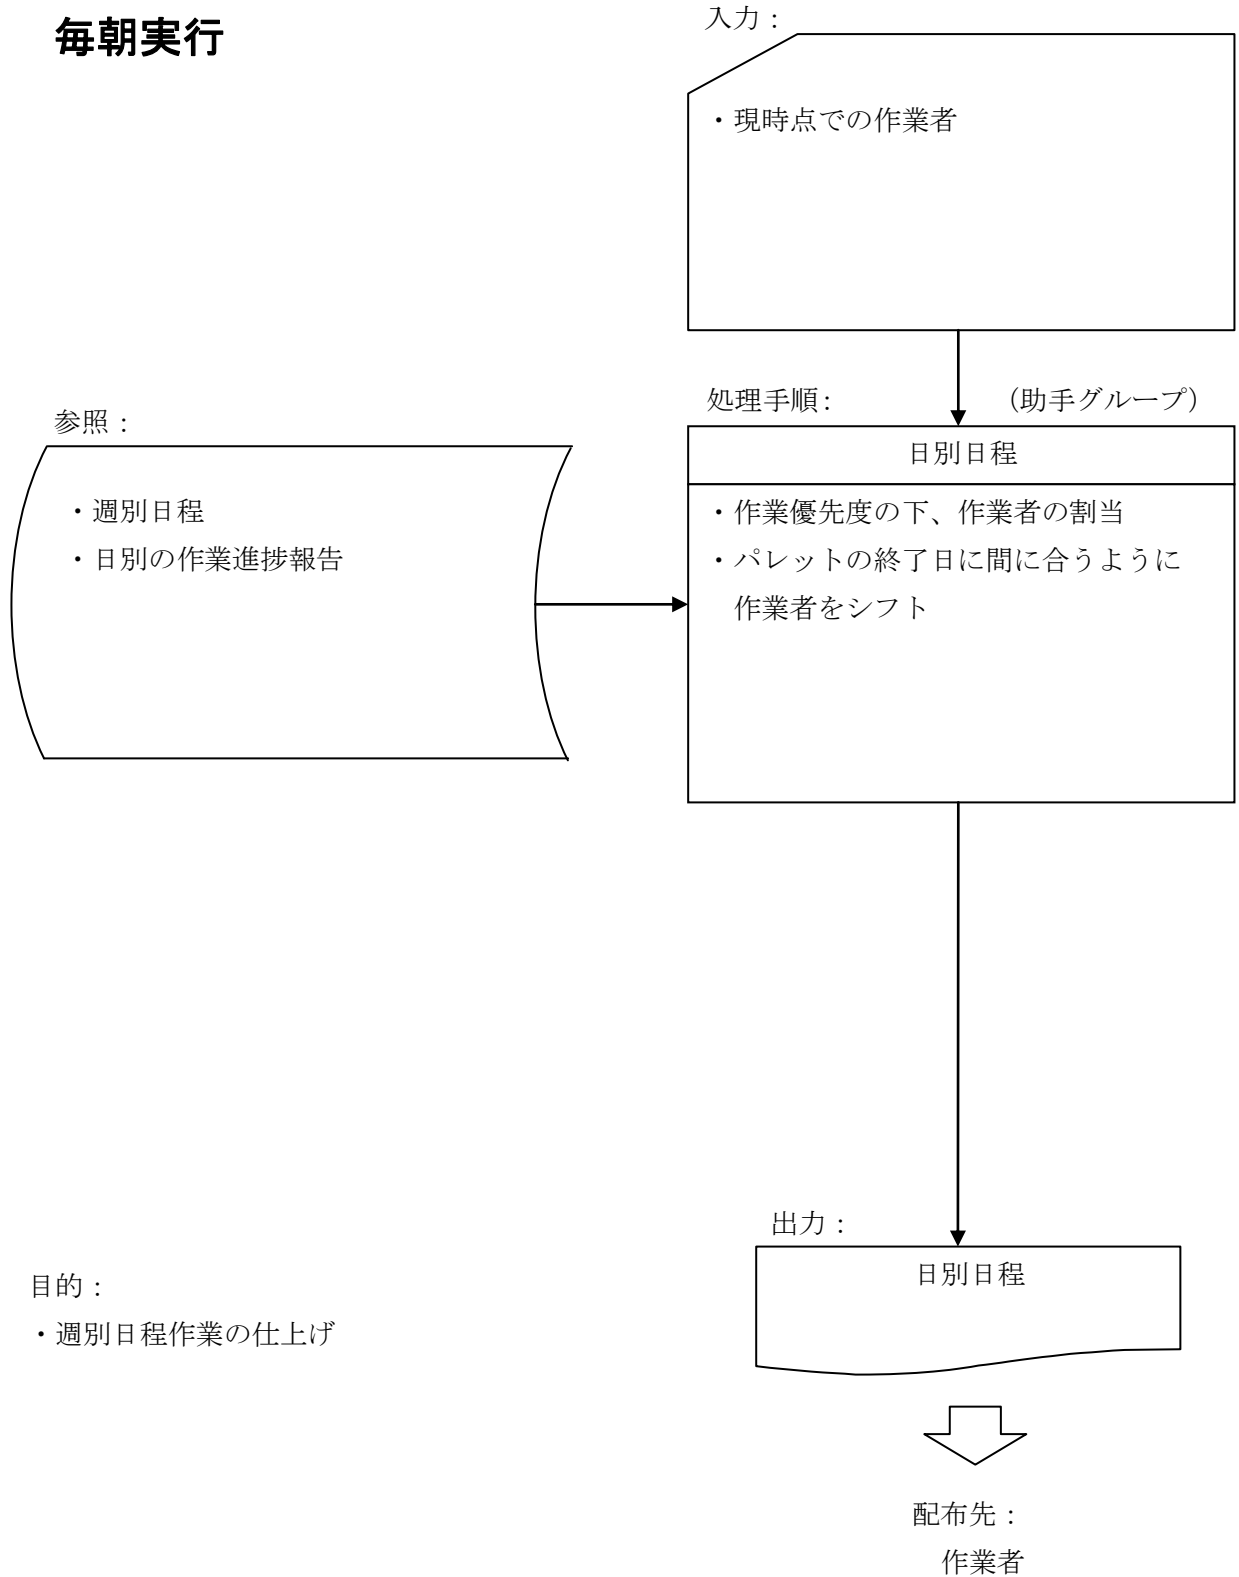 毎朝実行
入力：
・現時点での作業者
処理手順：　（助手グループ）
参照：
日別日程
・週別日程
・日別の作業進捗報告
・作業優先度の下、作業者の割当
・パレットの終了日に間に合うように
作業者をシフト
出力：
日別日程
目的：
・週別日程作業の仕上げ
配布先：
作業者